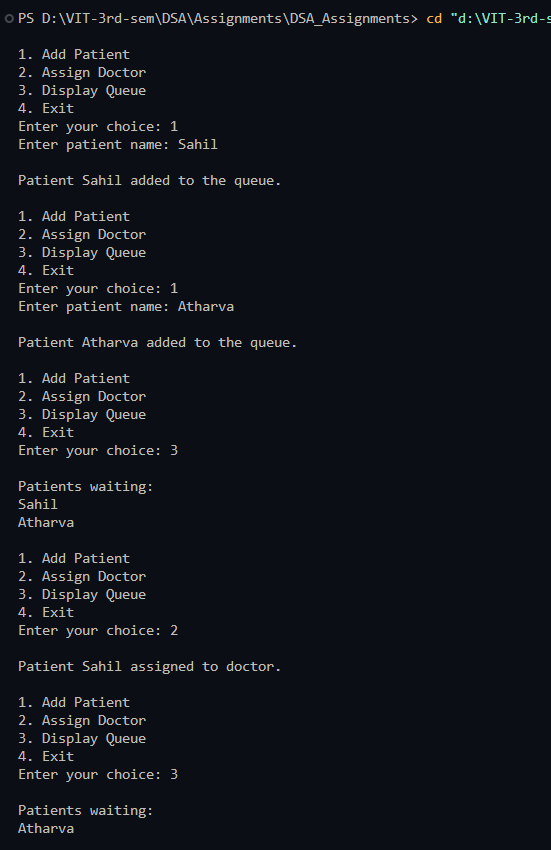 PS D:\VIT-3rd-sem\DSA\Assignments\DSA_Assignments> cd "d:\VIT-3rd-s
1. Add Patient
2. Assign Doctor
3. Display Queue
4. Exit
Enter your choice: 1
Enter patient name: Sahil
Patient Sahil added to the queue.
1. Add Patient
2. Assign Doctor
3. Display Queue
4. Exit
Enter your choice: 1
Enter patient name: Atharva
Patient Atharva added to the queue.
1. Add Patient
2. Assign Doctor
3. Display Queue
4. Exit
Enter your choice: 3
Patients waiting:
Sahil
Atharva
1. Add Patient
2. Assign Doctor
3. Display Queue
4. Exit
Enter your choice: 2
Patient Sahil assigned to doctor.
1. Add Patient
2. Assign Doctor
3. Display Queue
4. Exit
Enter your choice: 3
Patients waiting:
Atharva